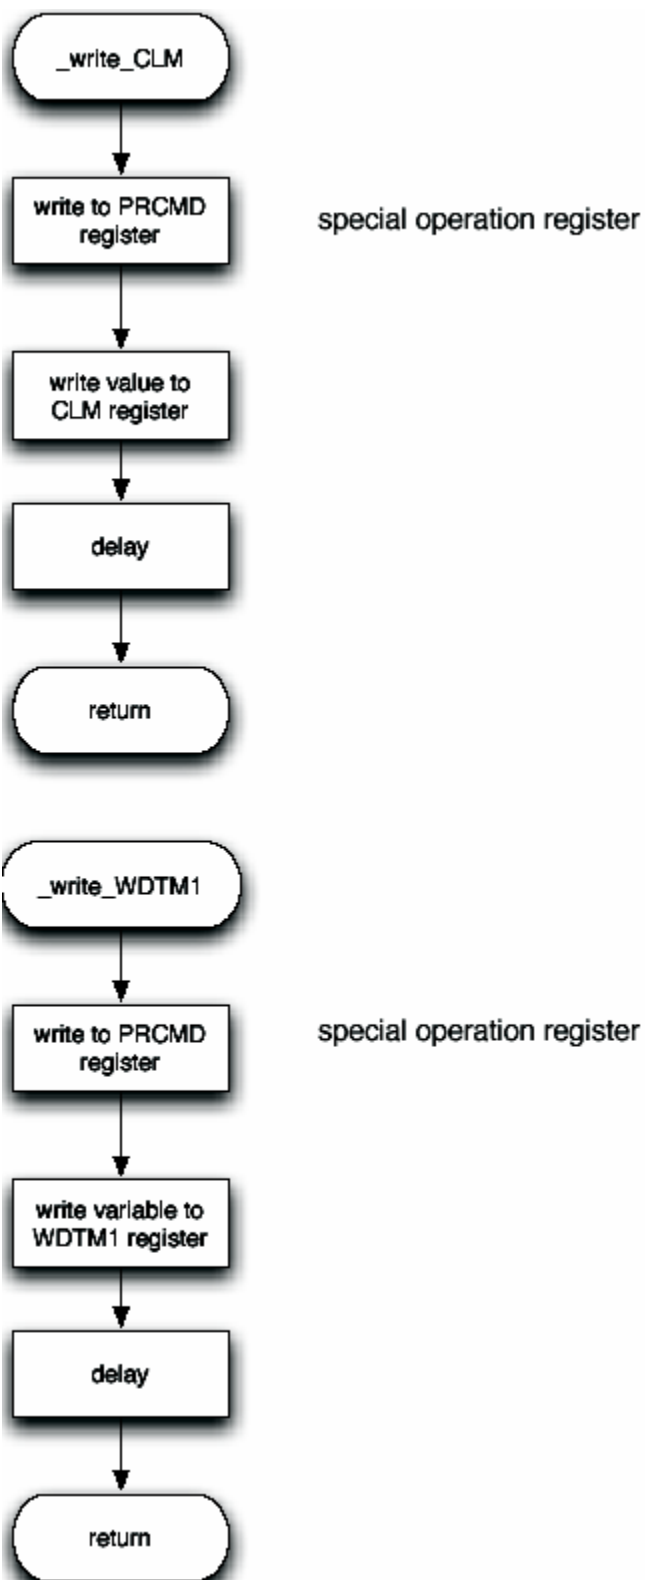 _write_CLM
write to PRCMD
register
special operation register
write value to
CLM register
delay
return
_write_WDTM1
write to PRCMD
register
special operation register
write variable to
WDTM1 register
delay
return